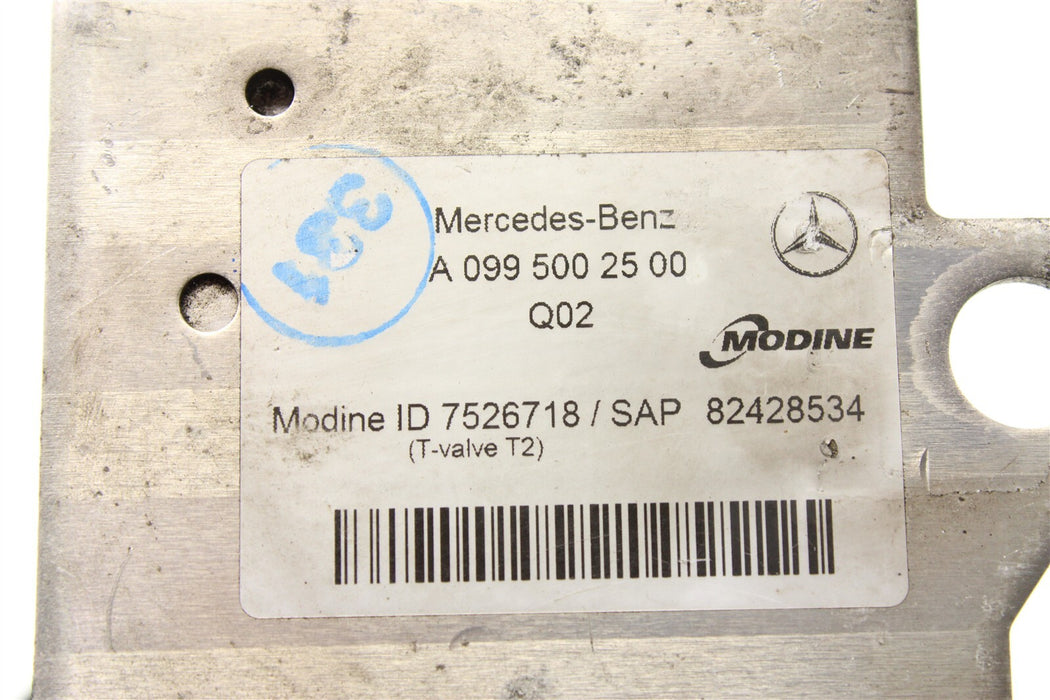 Mercedes-Benz
A 099 500 25 00
Q02
MODINE
Modine ID 7526718 / SAP 82428534
(T-valve T2)